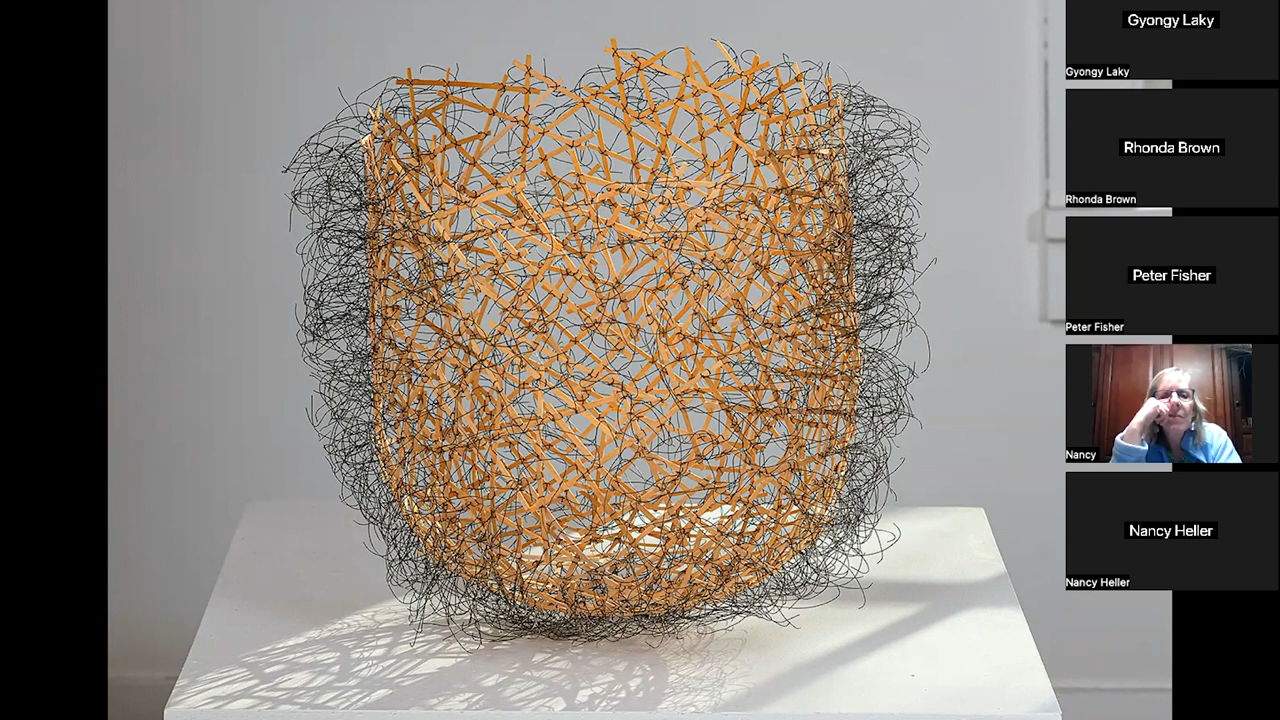 Gyongy Laky
Gyongy Laky
Rhonda Brown
Rhonda Brown
Peter Fisher
Peter Fisher
Nancy
Nancy Heller
Nancy Heller